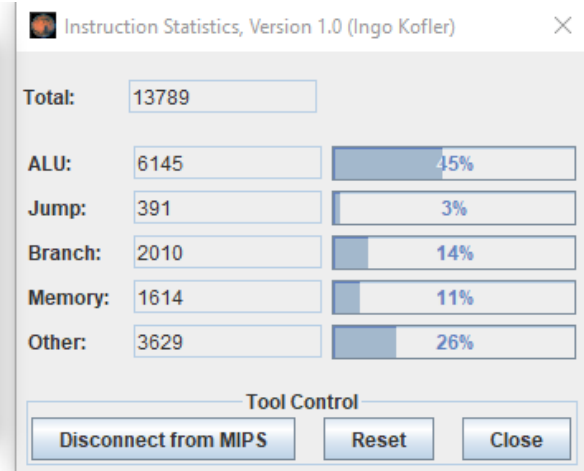 Instruction Statistics, Version 1.0 (Ingo Kofler)
Total: 13789
ALU: 6145 45%
Jump: 391 3%
Branch: 2010 14%
Memory: 1614 11%
Other: 3629 26%
Tool Control
Disconnect from MIPS Reset Close